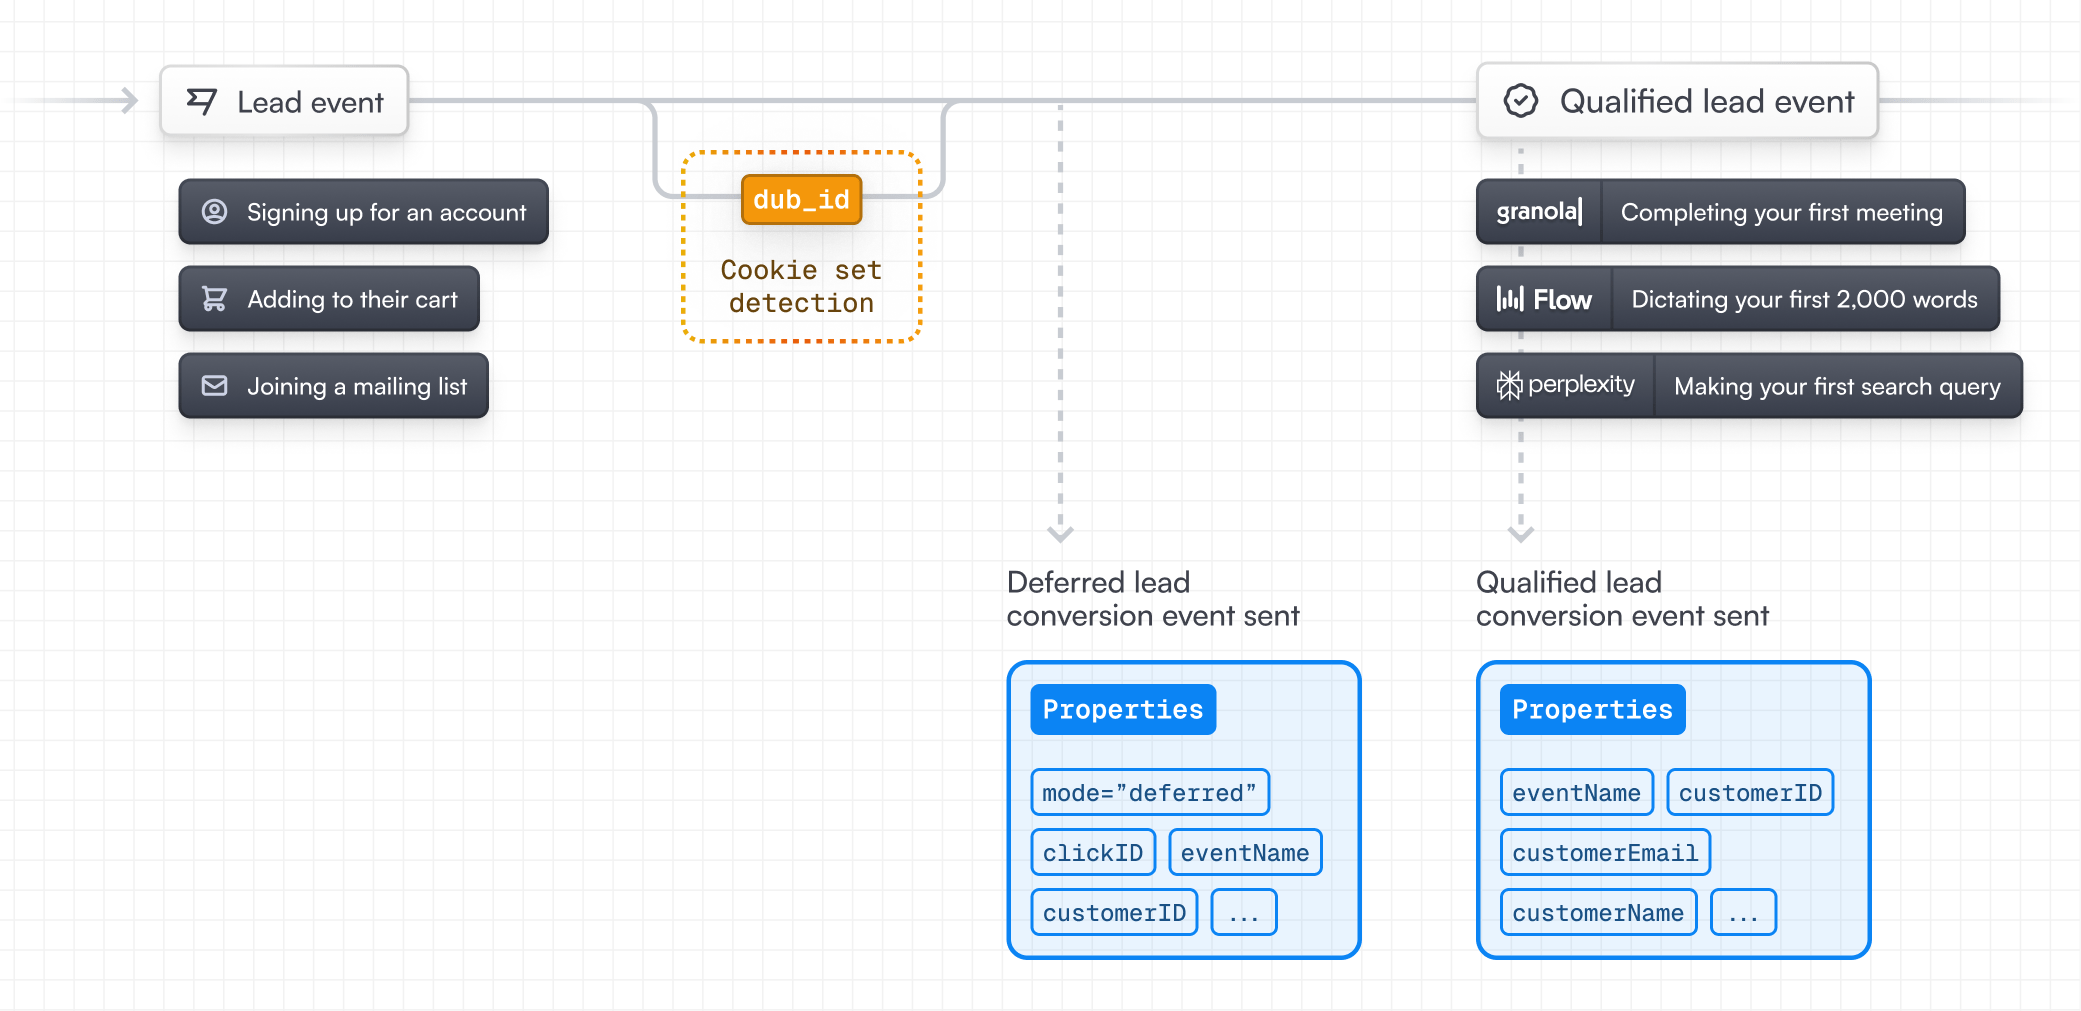 Lead event
Signing up for an account
Adding to their cart
Joining a mailing list
dub_id
Cookie set
detection
Qualified lead event
granola Completing your first meeting
Flow Dictating your first 2,000 words
perplexity Making your first search query
Deferred lead
conversion event sent
Properties
mode=”deferred”
clickID eventName
customerID ...
Qualified lead
conversion event sent
Properties
eventName customerID
customerEmail
customerName ...